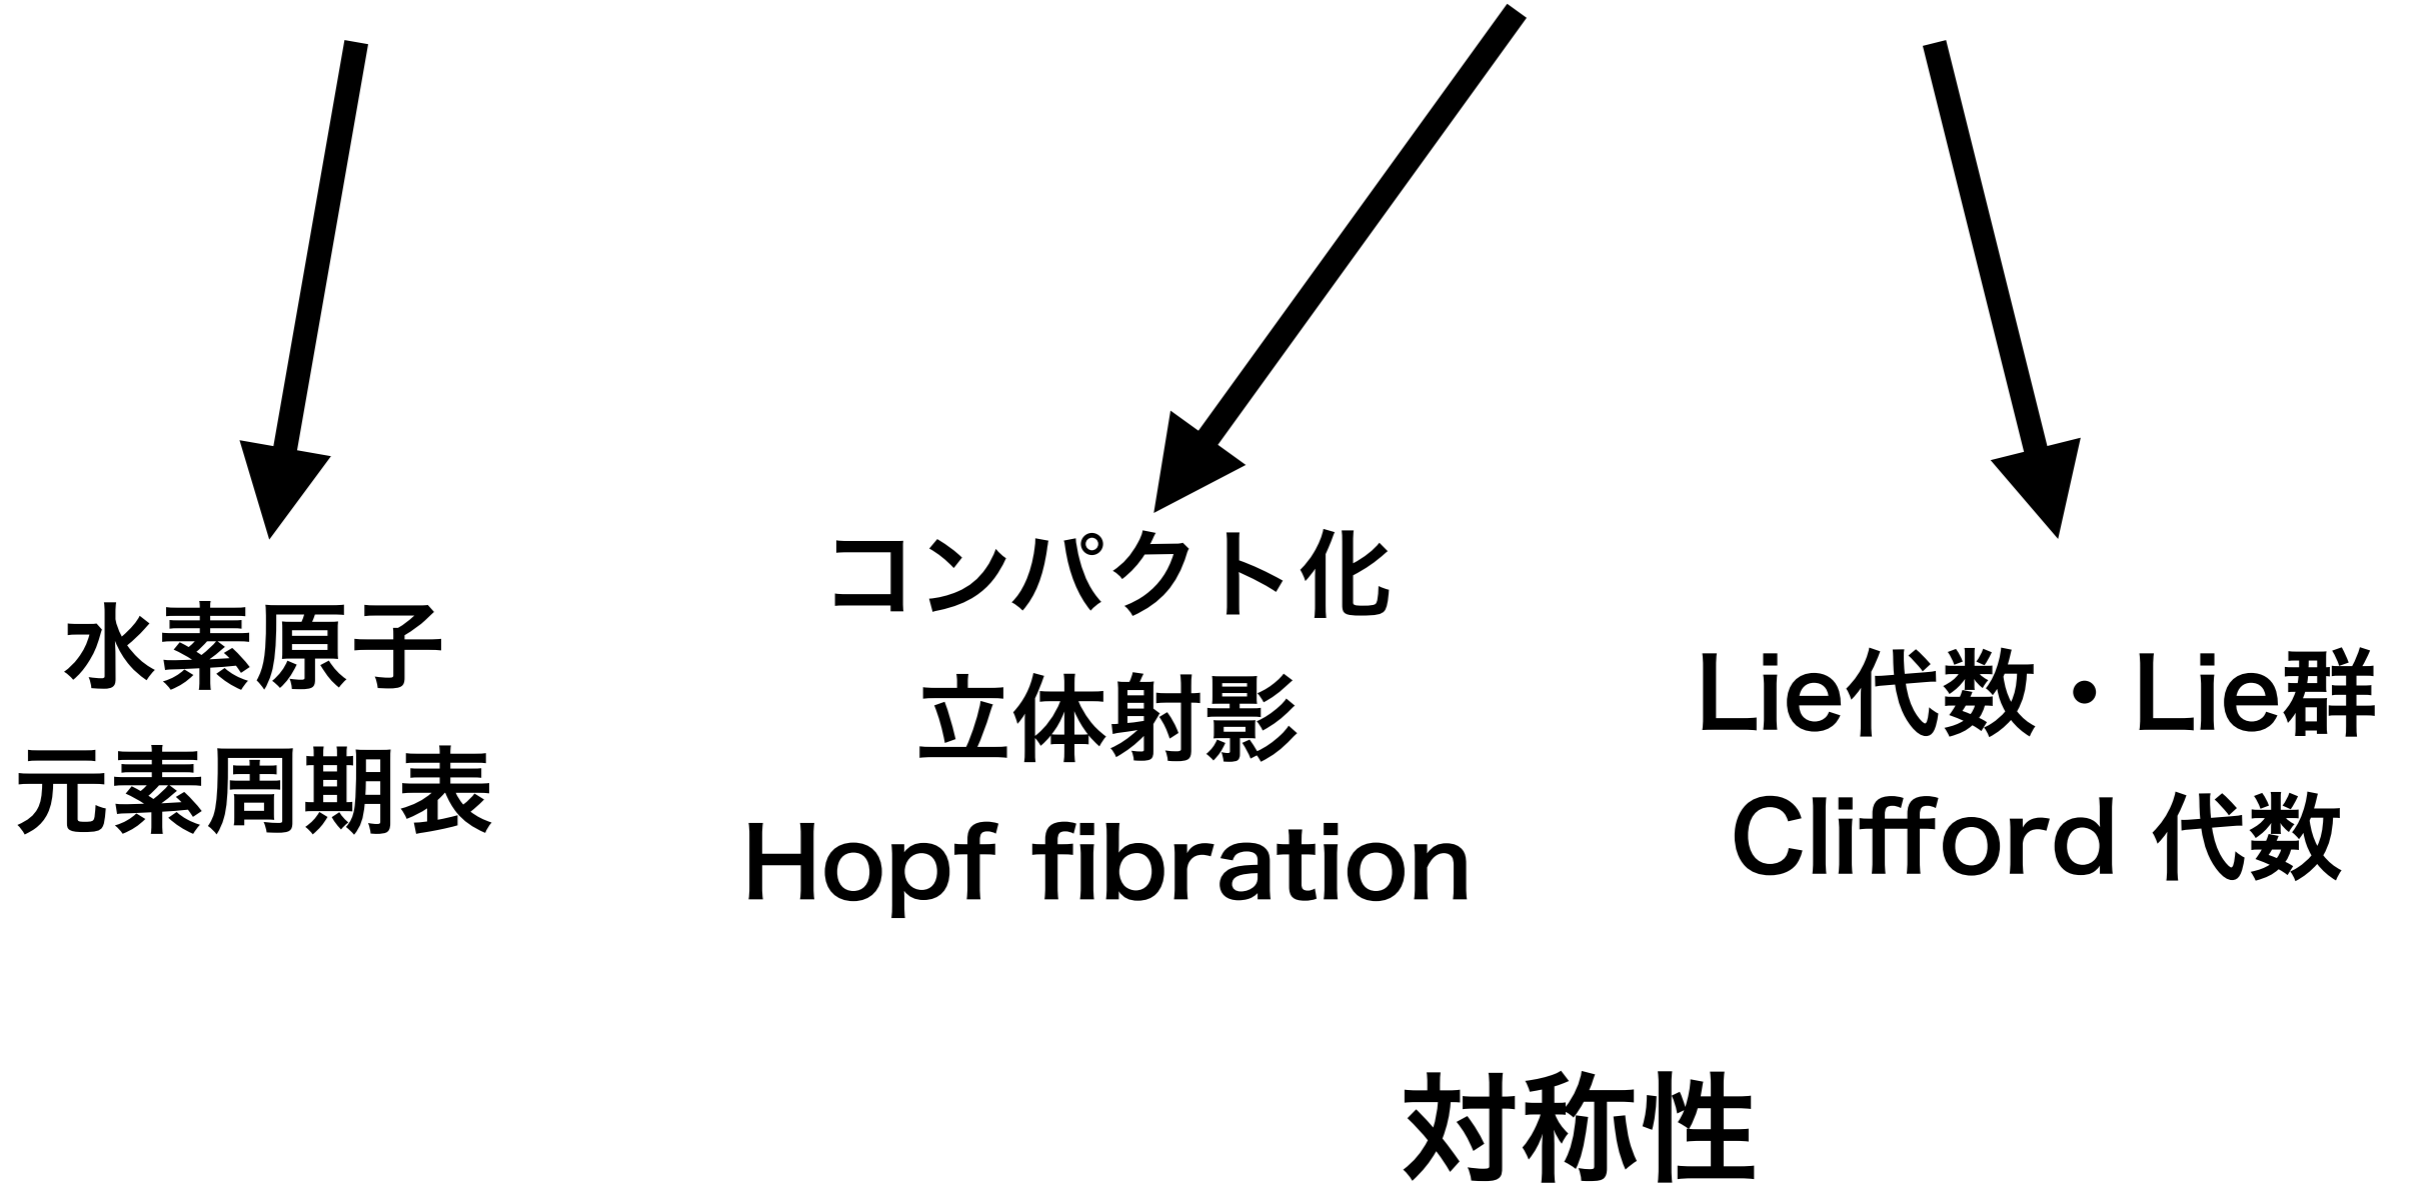 水素原子
元素周期表
コンパクト化
立体射影
Hopf fibration
Lie代数・Lie群
Clifford 代数
対称性